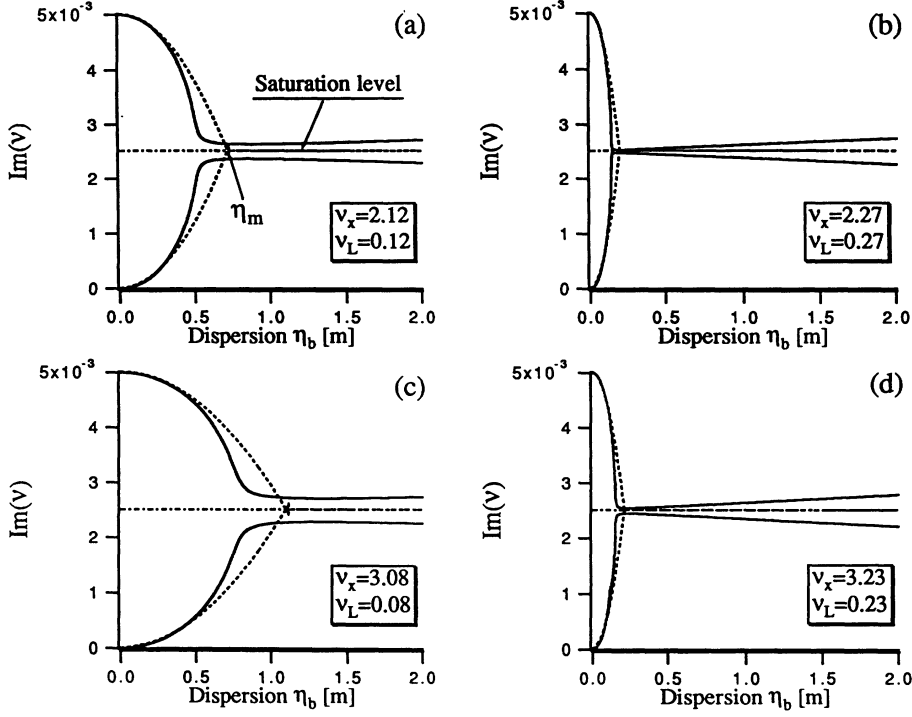 (a)
5x10⁻³
4
3
2
1
0
Im(ν)
Saturation level
ηₘ
νₓ=2.12
ν_L=0.12
0.0 0.5 1.0 1.5 2.0
Dispersion η_b [m]
(b)
5x10⁻³
4
3
2
1
0
Im(ν)
νₓ=2.27
ν_L=0.27
0.0 0.5 1.0 1.5 2.0
Dispersion η_b [m]
(c)
5x10⁻³
4
3
2
1
0
Im(ν)
νₓ=3.08
ν_L=0.08
0.0 0.5 1.0 1.5 2.0
Dispersion η_b [m]
(d)
5x10⁻³
4
3
2
1
0
Im(ν)
νₓ=3.23
ν_L=0.23
0.0 0.5 1.0 1.5 2.0
Dispersion η_b [m]